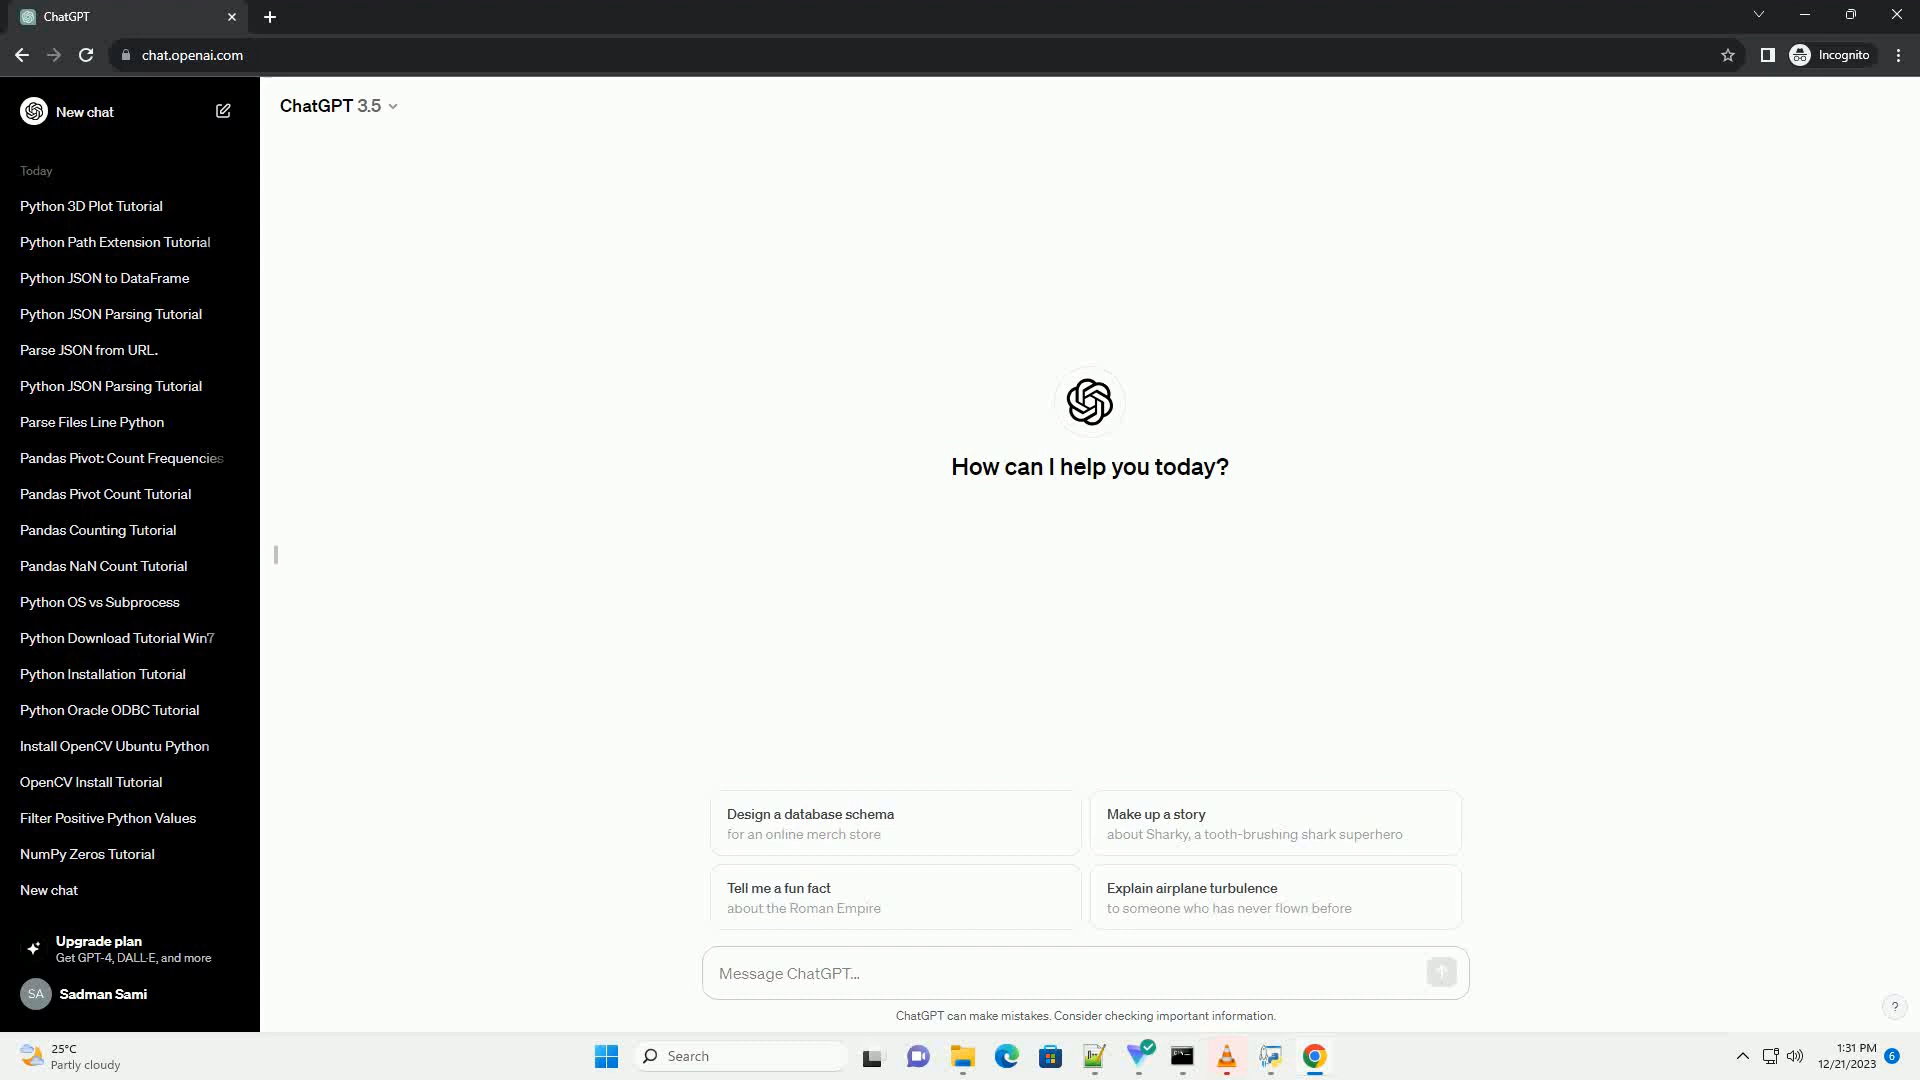 ChatGPT
chat.openai.com
Incognito
New chat
ChatGPT 3.5
Today
Python 3D Plot Tutorial
Python Path Extension Tutorial
Python JSON to DataFrame
Python JSON Parsing Tutorial
Parse JSON from URL.
Python JSON Parsing Tutorial
Parse Files Line Python
Pandas Pivot: Count Frequencies
Pandas Pivot Count Tutorial
Pandas Counting Tutorial
Pandas NaN Count Tutorial
Python OS vs Subprocess
Python Download Tutorial Win7
Python Installation Tutorial
Python Oracle ODBC Tutorial
Install OpenCV Ubuntu Python
OpenCV Install Tutorial
Filter Positive Python Values
NumPy Zeros Tutorial
New chat
Upgrade plan
Get GPT-4, DALL·E, and more
SA
Sadman Sami
How can I help you today?
Design a database schema
for an online merch store
Make up a story
about Sharky, a tooth-brushing shark superhero
Tell me a fun fact
about the Roman Empire
Explain airplane turbulence
to someone who has never flown before
Message ChatGPT...
ChatGPT can make mistakes. Consider checking important information.
?
25°C
Partly cloudy
Search
1:31 PM
12/21/2023
6